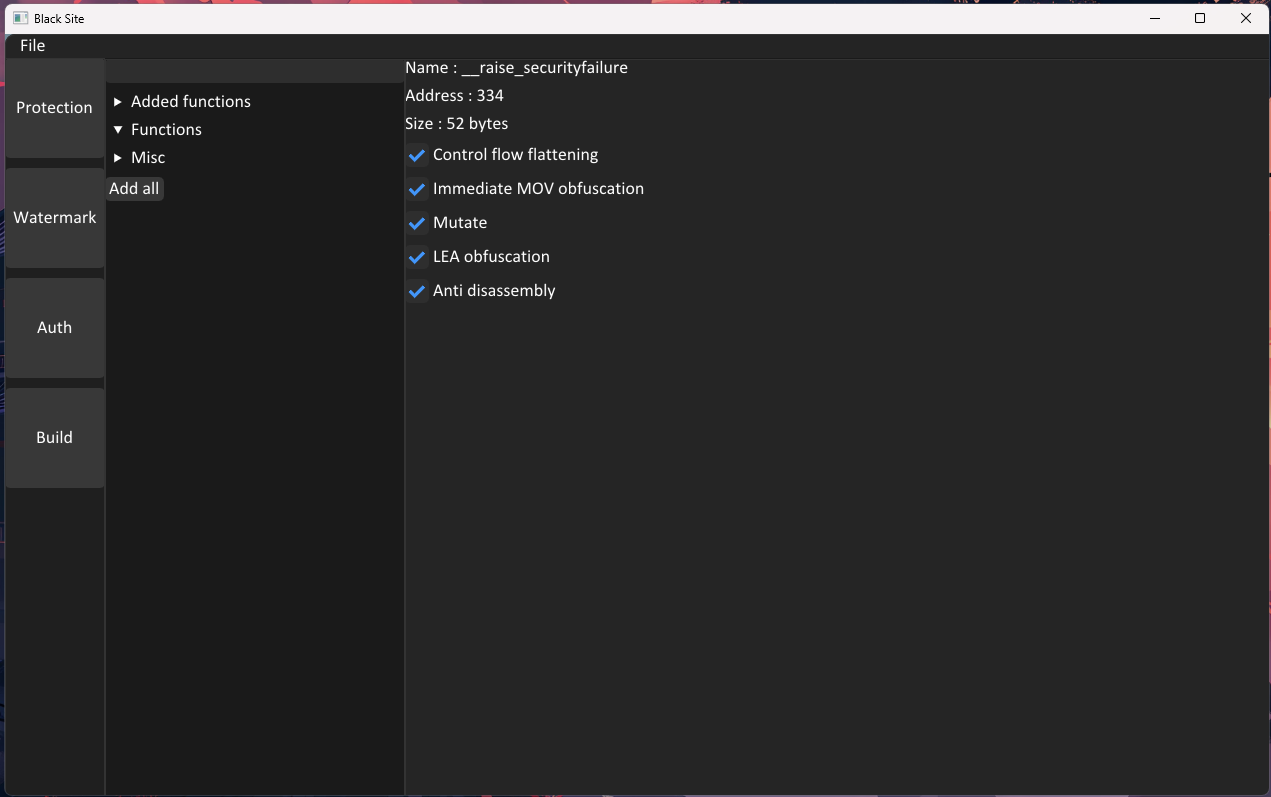 Black Site
File
Protection
Watermark
Auth
Build
Added functions
Functions
Misc
Add all
Name : __raise_securityfailure
Address : 334
Size : 52 bytes
Control flow flattening
Immediate MOV obfuscation
Mutate
LEA obfuscation
Anti disassembly